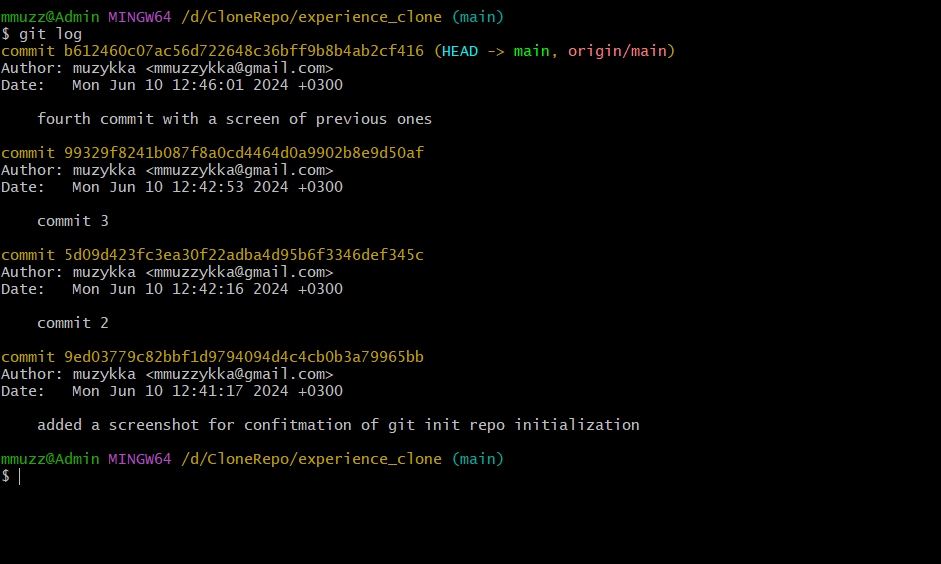 mmuzz@Admin MINGW64 /d/CloneRepo/experience_clone (main)
$ git log
commit b612460c07ac56d722648c36bff9b8b4ab2cf416 (HEAD -> main, origin/main)
Author: muzykka <mmuzzykka@gmail.com>
Date:   Mon Jun 10 12:46:01 2024 +0300
    fourth commit with a screen of previous ones
commit 99329f8241b087f8a0cd4464d0a9902b8e9d50af
Author: muzykka <mmuzzykka@gmail.com>
Date:   Mon Jun 10 12:42:53 2024 +0300
    commit 3
commit 5d09d423fc3ea30f22adba4d95b6f3346def345c
Author: muzykka <mmuzzykka@gmail.com>
Date:   Mon Jun 10 12:42:16 2024 +0300
    commit 2
commit 9ed03779c82bbf1d9794094d4c4cb0b3a79965bb
Author: muzykka <mmuzzykka@gmail.com>
Date:   Mon Jun 10 12:41:17 2024 +0300
    added a screenshot for confitmation of git init repo initialization
mmuzz@Admin MINGW64 /d/CloneRepo/experience_clone (main)
$